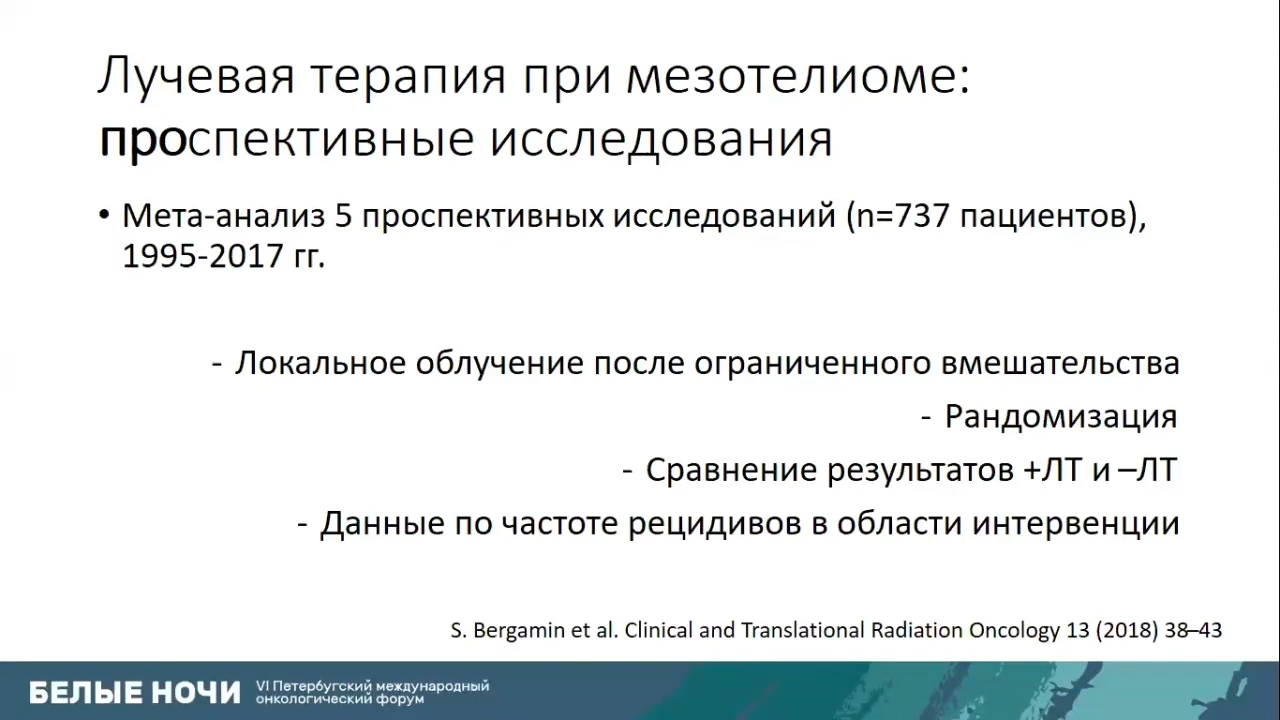 Лучевая терапия при мезотелиоме:
проспективные исследования
• Мета-анализ 5 проспективных исследований (n=737 пациентов),
1995-2017 гг.
- Локальное облучение после ограниченного вмешательства
- Рандомизация
- Сравнение результатов +ЛТ и –ЛТ
- Данные по частоте рецидивов в области интервенции
S. Bergamin et al. Clinical and Translational Radiation Oncology 13 (2018) 38–43
БЕЛЫЕ НОЧИ
VI Петербургский международный
онкологический форум